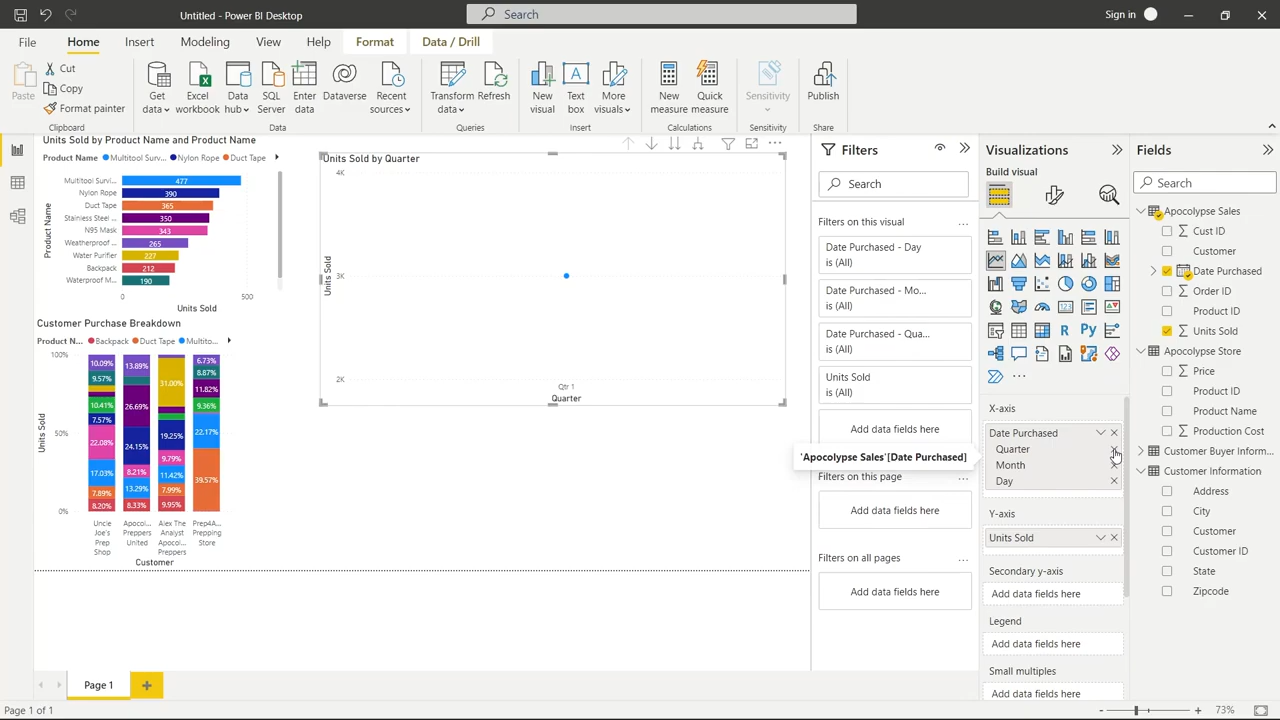 Untitled - Power BI Desktop
Search
Sign in
File
Home
Insert
Modeling
View
Help
Format
Data / Drill
Paste
Cut
Copy
Format painter
Clipboard
Get data
Excel workbook
Data hub
SQL Server
Enter data
Dataverse
Recent sources
Data
Transform data
Refresh
Queries
New visual
Text box
More visuals
Insert
New measure
Quick measure
Calculations
Sensitivity
Sensitivity
Publish
Share
Units Sold by Product Name and Product Name
Product Name Multitool Surv... Nylon Rope Duct Tape
Product Name
Multitool Survi... 477
Nylon Rope 390
Duct Tape 365
Stainless Steel ... 350
N95 Mask 343
Weatherproof ... 265
Water Purifier 227
Backpack 212
Waterproof M... 190
0 500
Units Sold
Customer Purchase Breakdown
Product N... Backpack Duct Tape Multito...
Units Sold
100%
50%
0%
10.09%
9.57%
10.41%
7.57%
22.08%
17.03%
7.89%
8.20%
13.89%
26.69%
24.15%
8.21%
13.29%
8.33%
31.00%
19.25%
9.79%
11.42%
7.99%
9.95%
6.73%
8.87%
11.82%
9.36%
22.17%
39.57%
Uncle Joe's Prep Shop
Apocol... Preppers United
Alex The Analyst Apocol... Preppers
Prep4A... Prepping Store
Customer
Units Sold by Quarter
4K
3K
2K
Units Sold
Qtr 1
Quarter
Filters
Search
Filters on this visual
...
Date Purchased - Day
is (All)
Date Purchased - Mo...
is (All)
Date Purchased - Qua...
is (All)
Units Sold
is (All)
Add data fields here
'Apocolypse Sales'[Date Purchased]
Filters on this page
...
Add data fields here
Filters on all pages
...
Add data fields here
Visualizations
Build visual
R
Py
...
X-axis
Date Purchased
Quarter
Month
Day
Y-axis
Units Sold
Secondary y-axis
Add data fields here
Legend
Add data fields here
Small multiples
Add data fields here
Fields
Search
Apocolypse Sales
Cust ID
Customer
Date Purchased
Order ID
Product ID
Units Sold
Apocolypse Store
Price
Product ID
Product Name
Production Cost
Customer Buyer Inform...
Customer Information
Address
City
Customer
Customer ID
State
Zipcode
Page 1
Page 1 of 1
73%